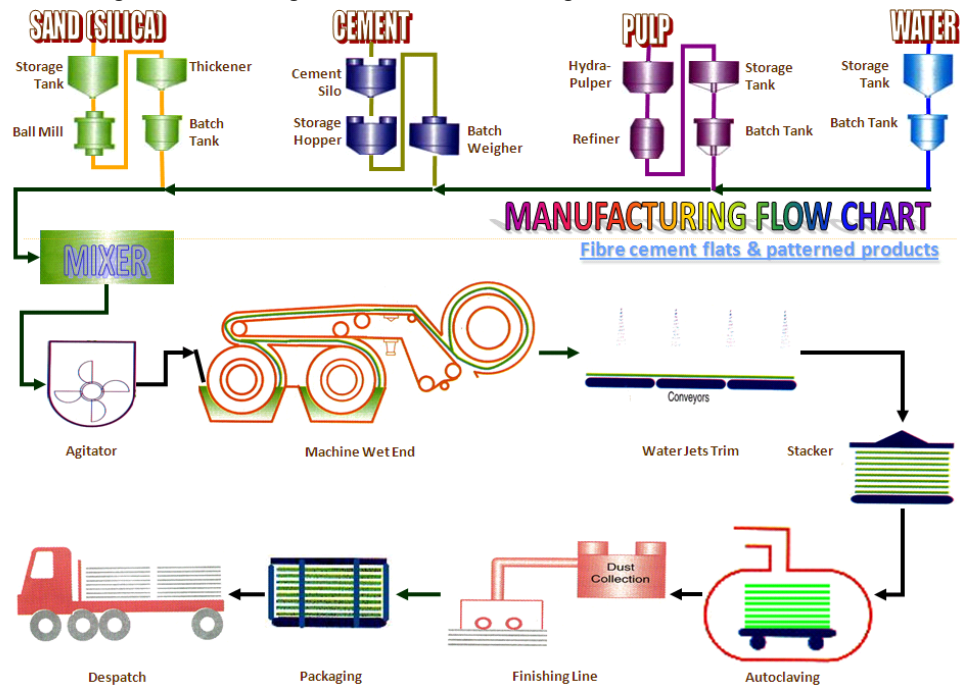 SAND (SILICA)
CEMENT
PULP
WATER
Storage
Tank
Thickener
Ball Mill
Batch
Tank
Cement
Silo
Storage
Hopper
Batch
Weigher
Hydra-
Pulper
Storage
Tank
Refiner
Batch Tank
Storage
Tank
Batch Tank
MANUFACTURING FLOW CHART
Fibre cement flats & patterned products
MIXER
Agitator
Machine Wet End
Conveyors
Water Jets Trim
Stacker
Dust
Collection
Despatch
Packaging
Finishing Line
Autoclaving